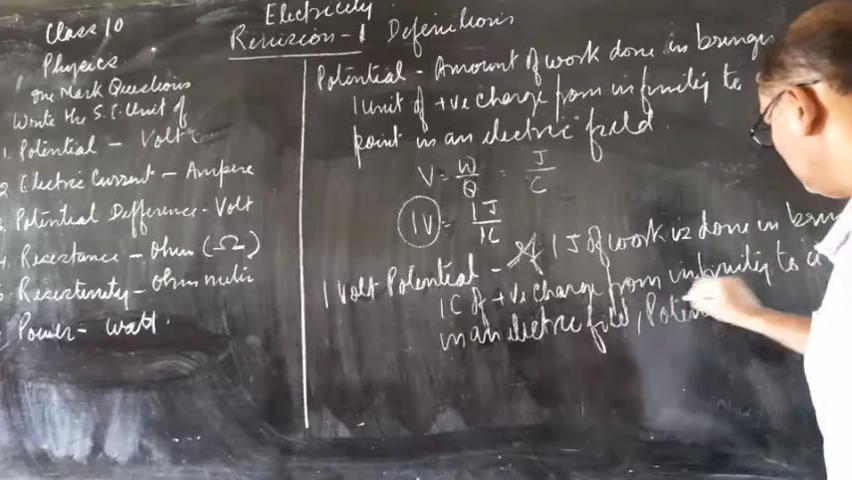 Electricity
Revision-1 Definitions
Class 10
Physics
One Mark Questions
Write the S.I. Unit of
1. Potential - Volt
2 Electric Current - Ampere
3. Potential Difference - Volt
4. Resistance - Ohm (Ω)
5. Resistivity - Ohm metre
Power - watt.
Potential - Amount of work done in bringing
1 unit of +ve charge from infinity to
point in an electric field.
V = W/Q = J/C
1V = 1J/1C
1 Volt Potential - 1 J of work is done in
1C of +ve charge from infinity to a
in an electric field,